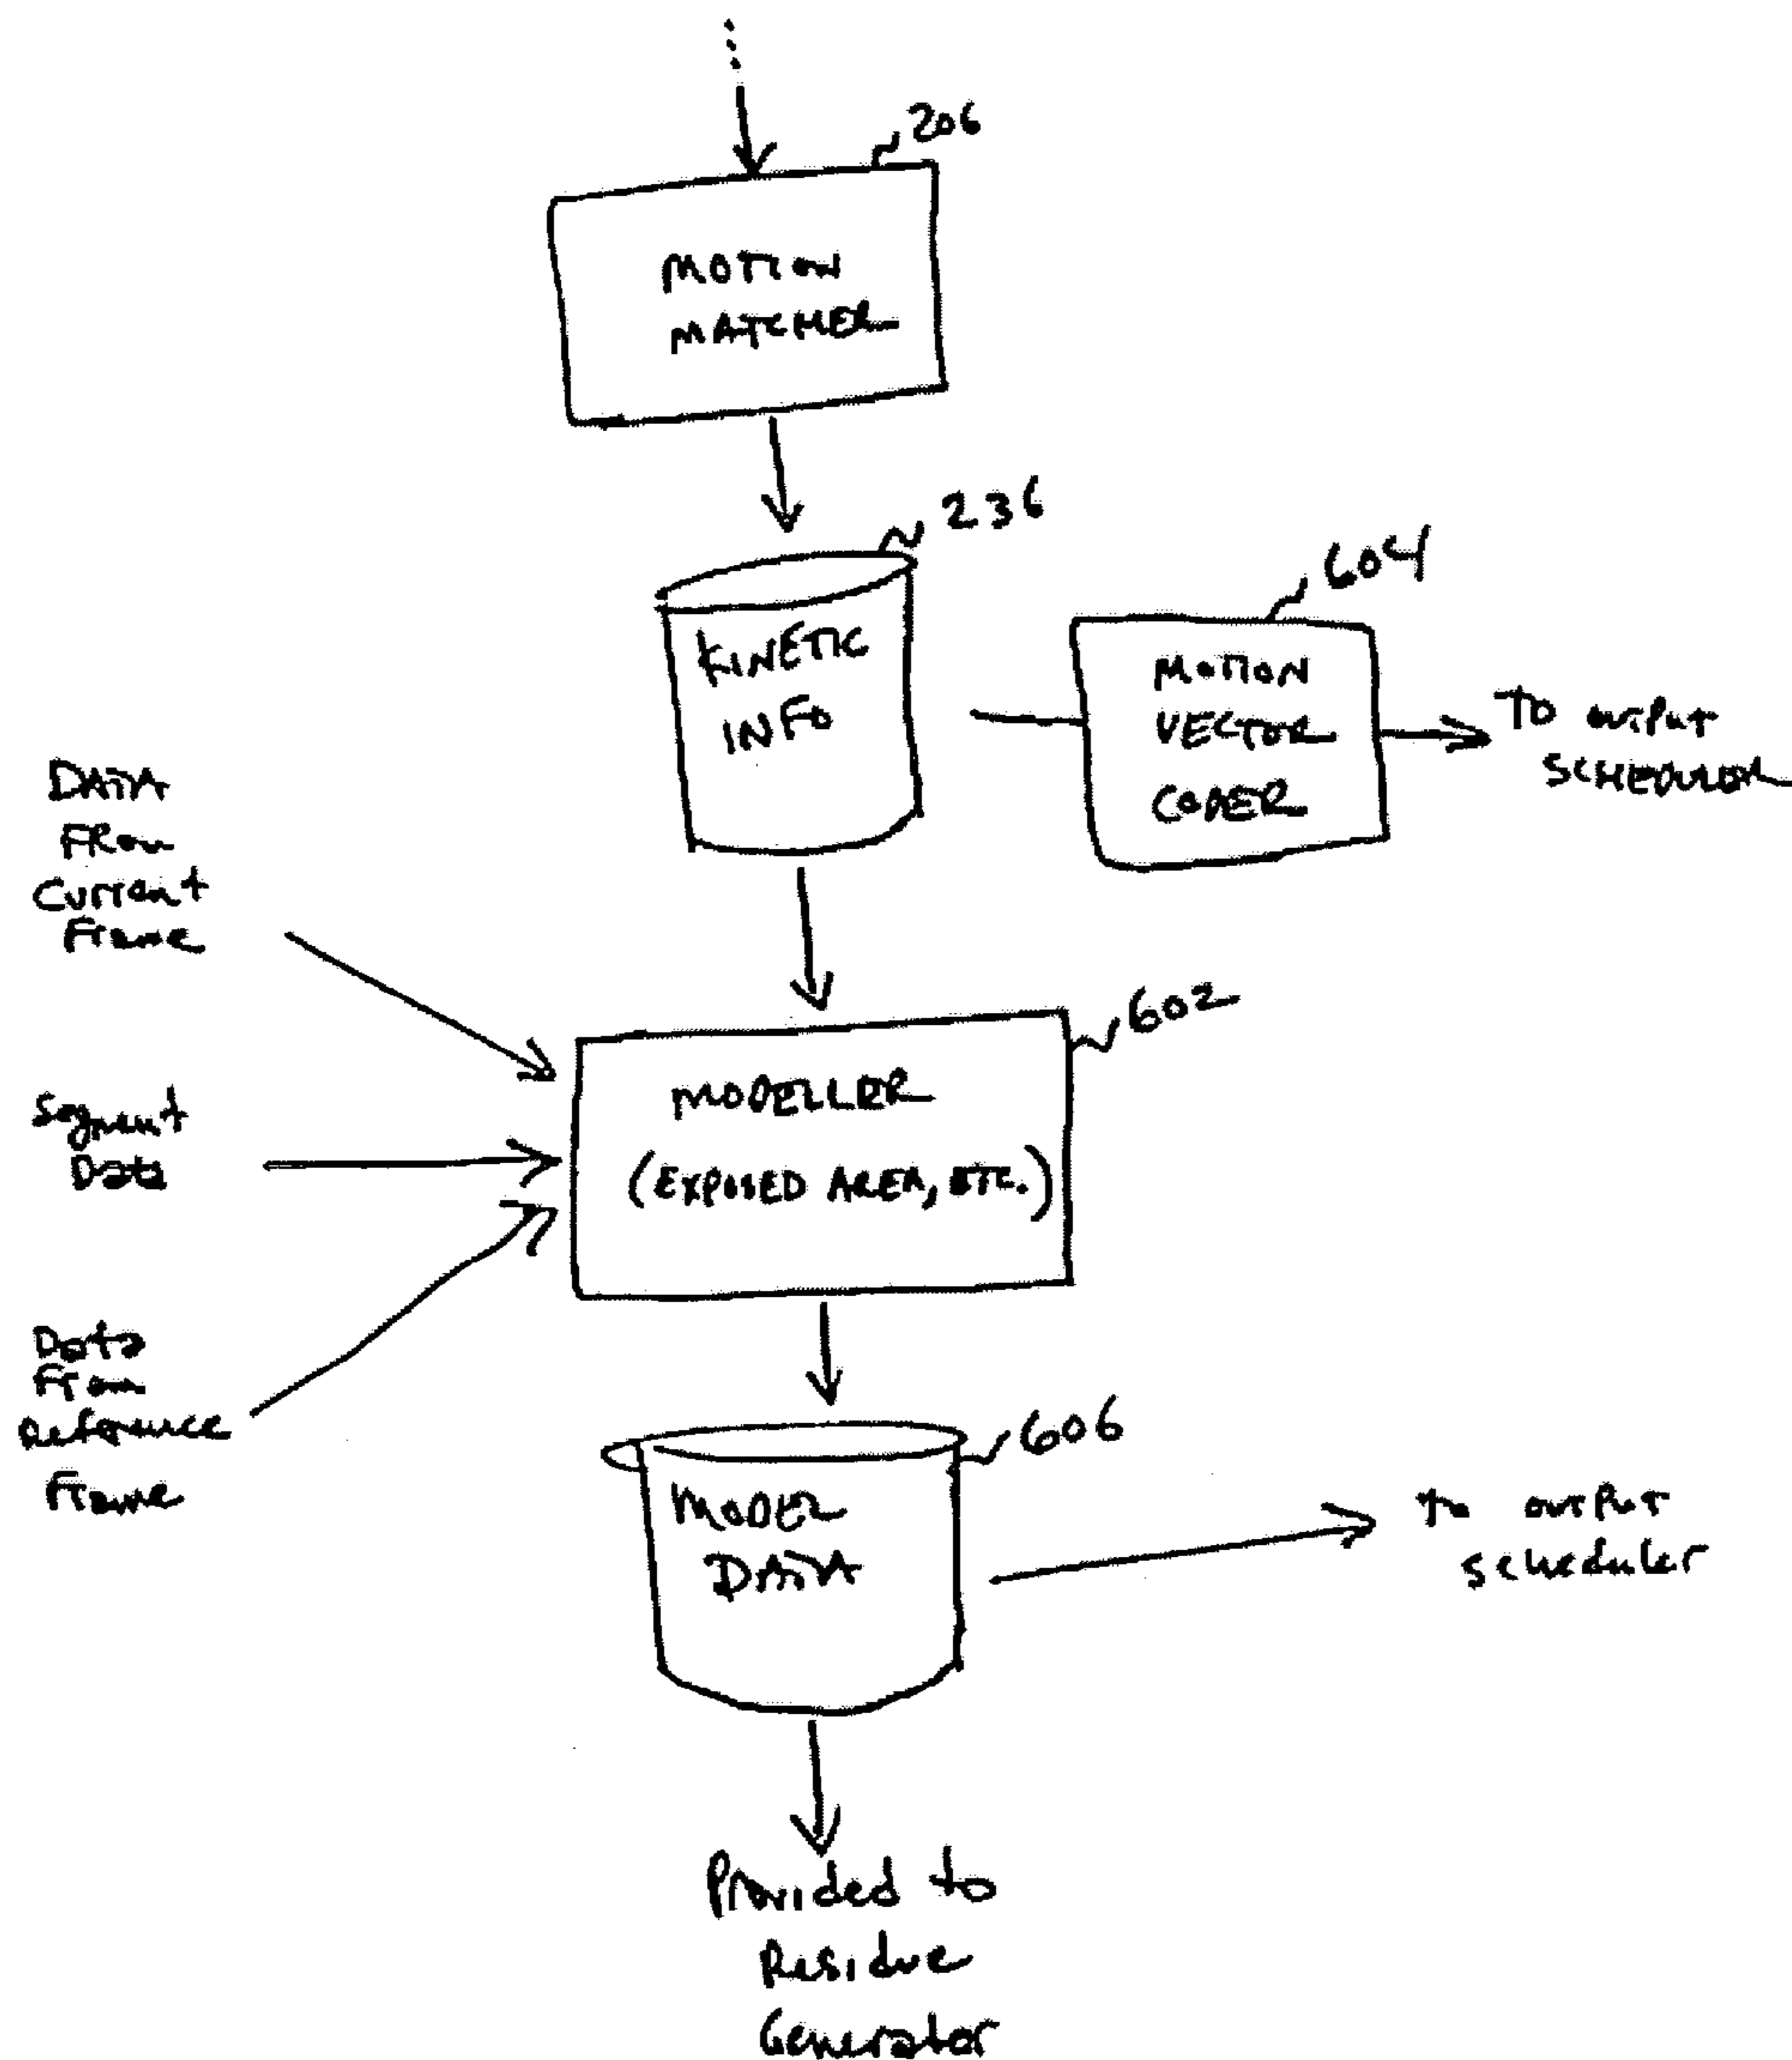 206
MOTION
MATCHER
236
KINETIC
INFO
604
MOTION
VECTOR
CODER
TO output
SCHEDULER
DATA
FROM
Current
Frame
602
MODELLER
(EXPOSED AREA, ETC.)
Segment
Data
Data
From
Reference
Frame
606
MODEL
DATA
to output
scheduler
Provided to
Residue
Generator